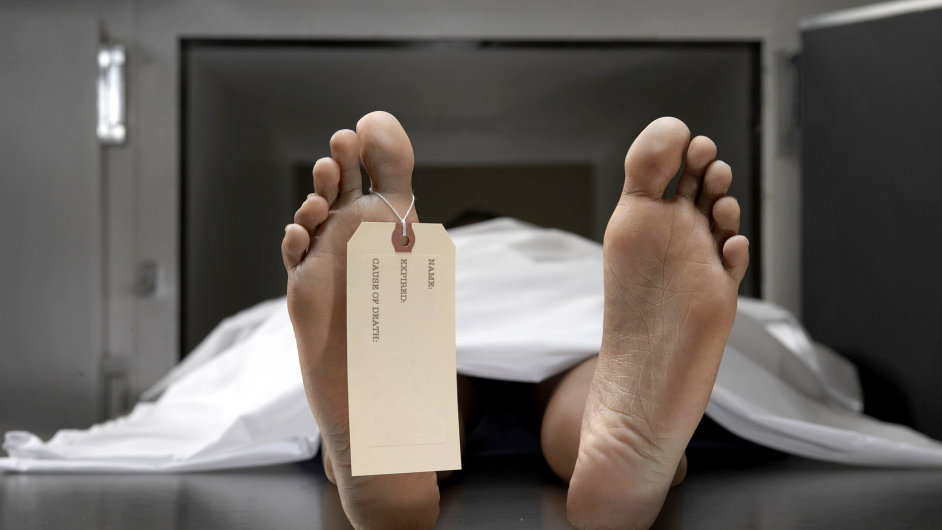 NAME:
EXPIRED:
CAUSE OF DEATH: